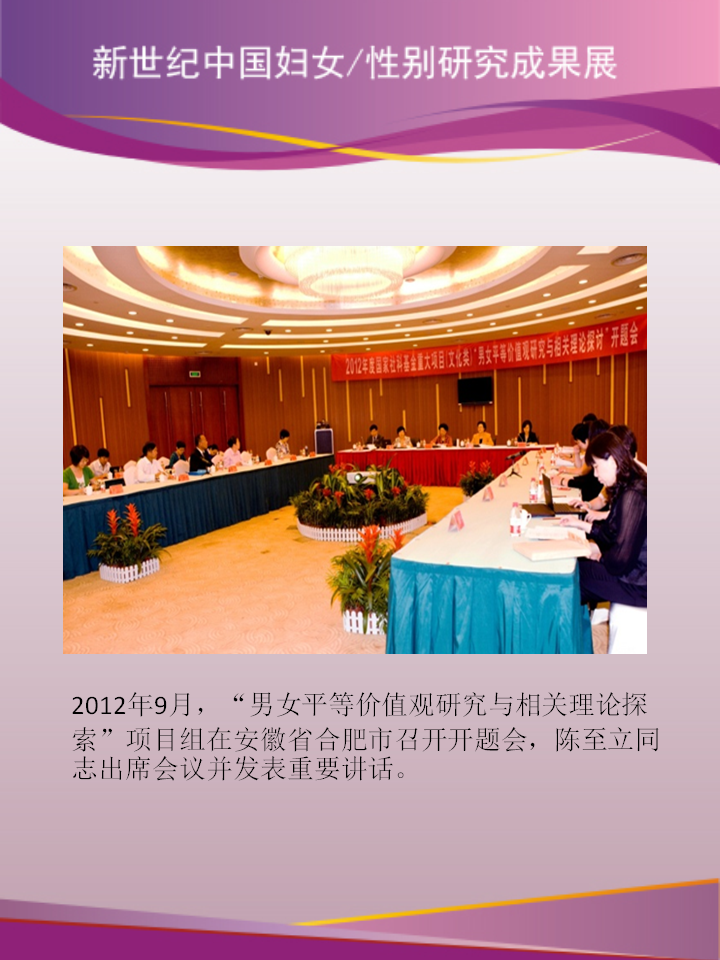 新世纪中国妇女/性别研究成果展
2012年度国家社科基金重大项目(文化类)“男女平等价值观研究与相关理论探讨”开题会
2012年9月，“男女平等价值观研究与相关理论探
索”项目组在安徽省合肥市召开开题会，陈至立同
志出席会议并发表重要讲话。